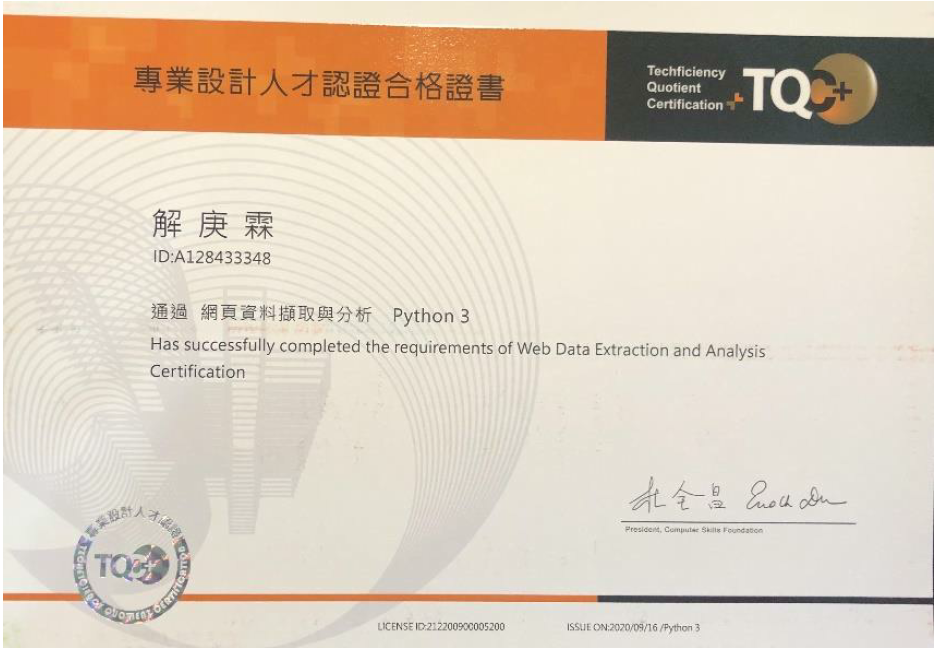 專業設計人才認證合格證書
Techficiency
Quotient
Certification
TQC+
解庚霖
ID:A128433348
通過 網頁資料擷取與分析 Python 3
Has successfully completed the requirements of Web Data Extraction and Analysis
Certification
杜全昌 Enoch Du
President, Computer Skills Foundation
專業設計人才認證
TQC+
TECHFICIENCY QUOTIENT CERTIFICATION
LICENSE ID:212200900005200
ISSUE ON:2020/09/16 /Python 3